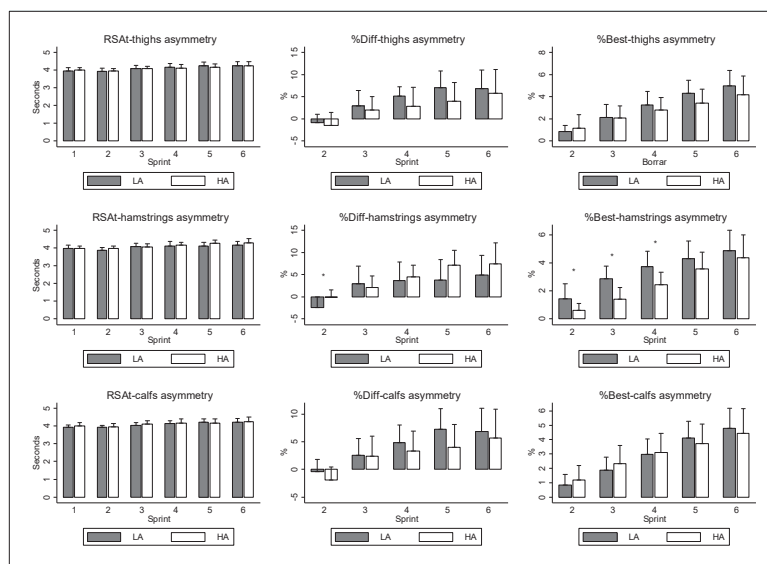 RSAt-thighs asymmetry
Seconds
0 1 2 3 4 5
1 2 3 4 5 6
Sprint
LA HA
%Diff-thighs asymmetry
%
-5 0 5 10 15
2 3 4 5 6
Sprint
LA HA
%Best-thighs asymmetry
%
0 2 4 6 8
2 3 4 5 6
Borrar
LA HA
RSAt-hamstrings asymmetry
Seconds
0 1 2 3 4 5
1 2 3 4 5 6
Sprint
LA HA
%Diff-hamstrings asymmetry
%
-5 0 5 10 15
*
2 3 4 5 6
Sprint
LA HA
%Best-hamstrings asymmetry
%
0 2 4 6
* * *
2 3 4 5 6
Sprint
LA HA
RSAt-calfs asymmetry
Seconds
0 1 2 3 4 5
1 2 3 4 5 6
Sprint
LA HA
%Diff-calfs asymmetry
%
-5 0 5 10
2 3 4 5 6
Sprint
LA HA
%Best-calfs asymmetry
%
0 1 2 3 4 5 6
2 3 4 5 6
Sprint
LA HA